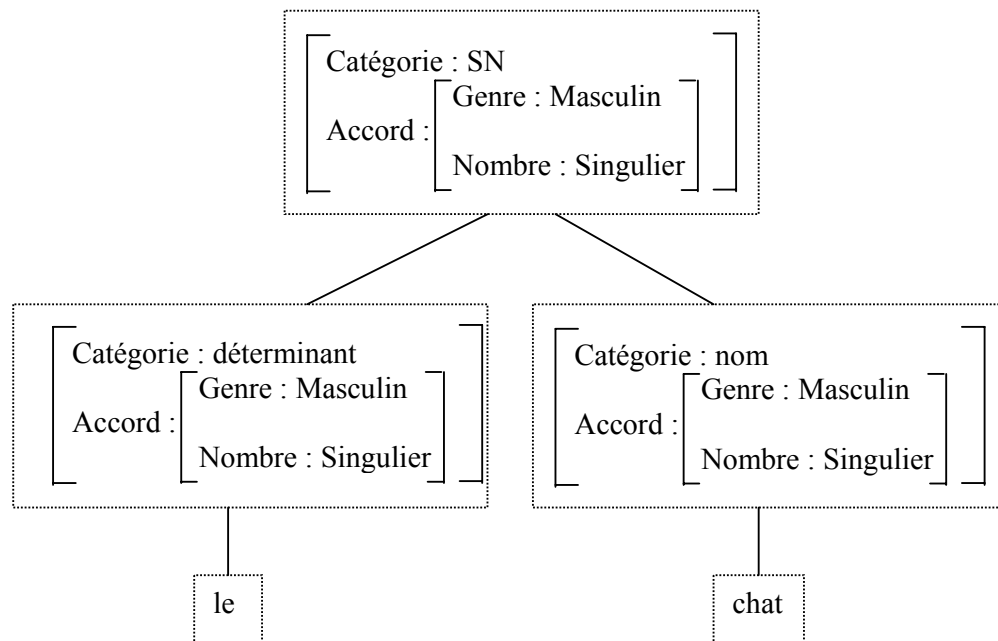 Catégorie : SN
Genre : Masculin
Accord :
Nombre : Singulier
Catégorie : déterminant
Genre : Masculin
Accord :
Nombre : Singulier
Catégorie : nom
Genre : Masculin
Accord :
Nombre : Singulier
le
chat